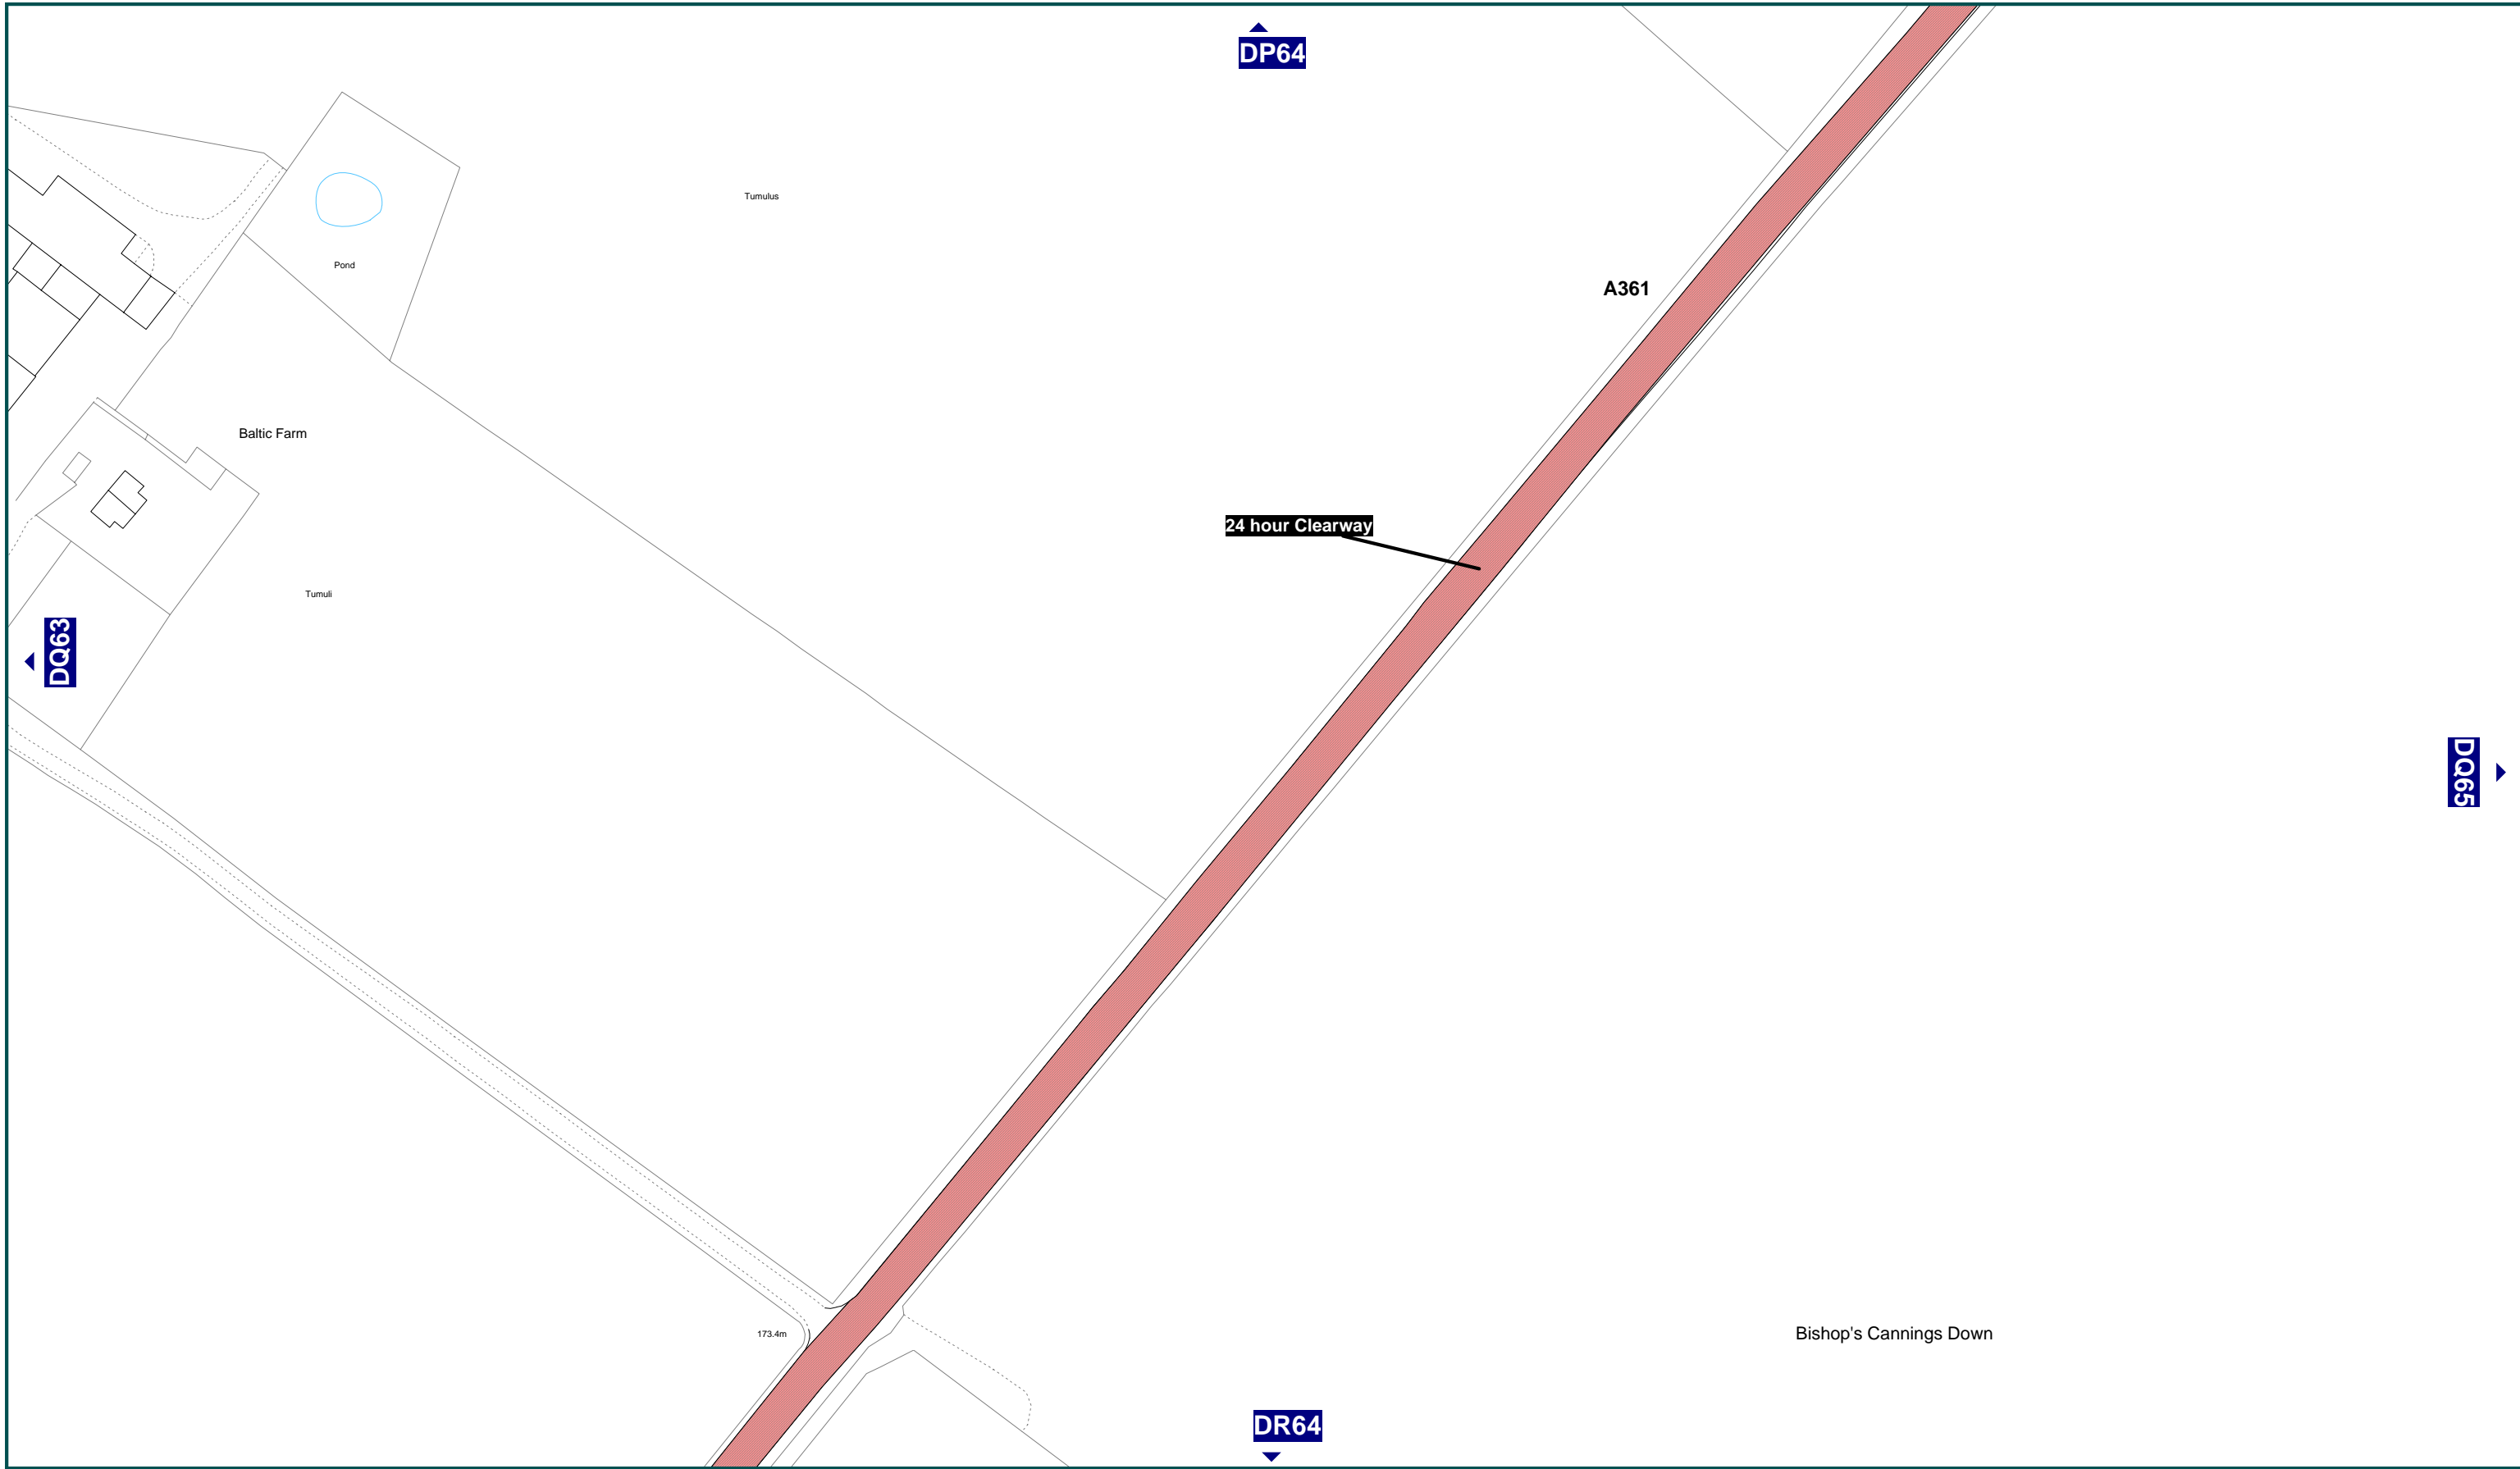 DP64
Tumulus
Pond
A361
Baltic Farm
24 hour Clearway
Tumuli
DQ63
DQ65
173.4m
Bishop's Cannings Down
DR64